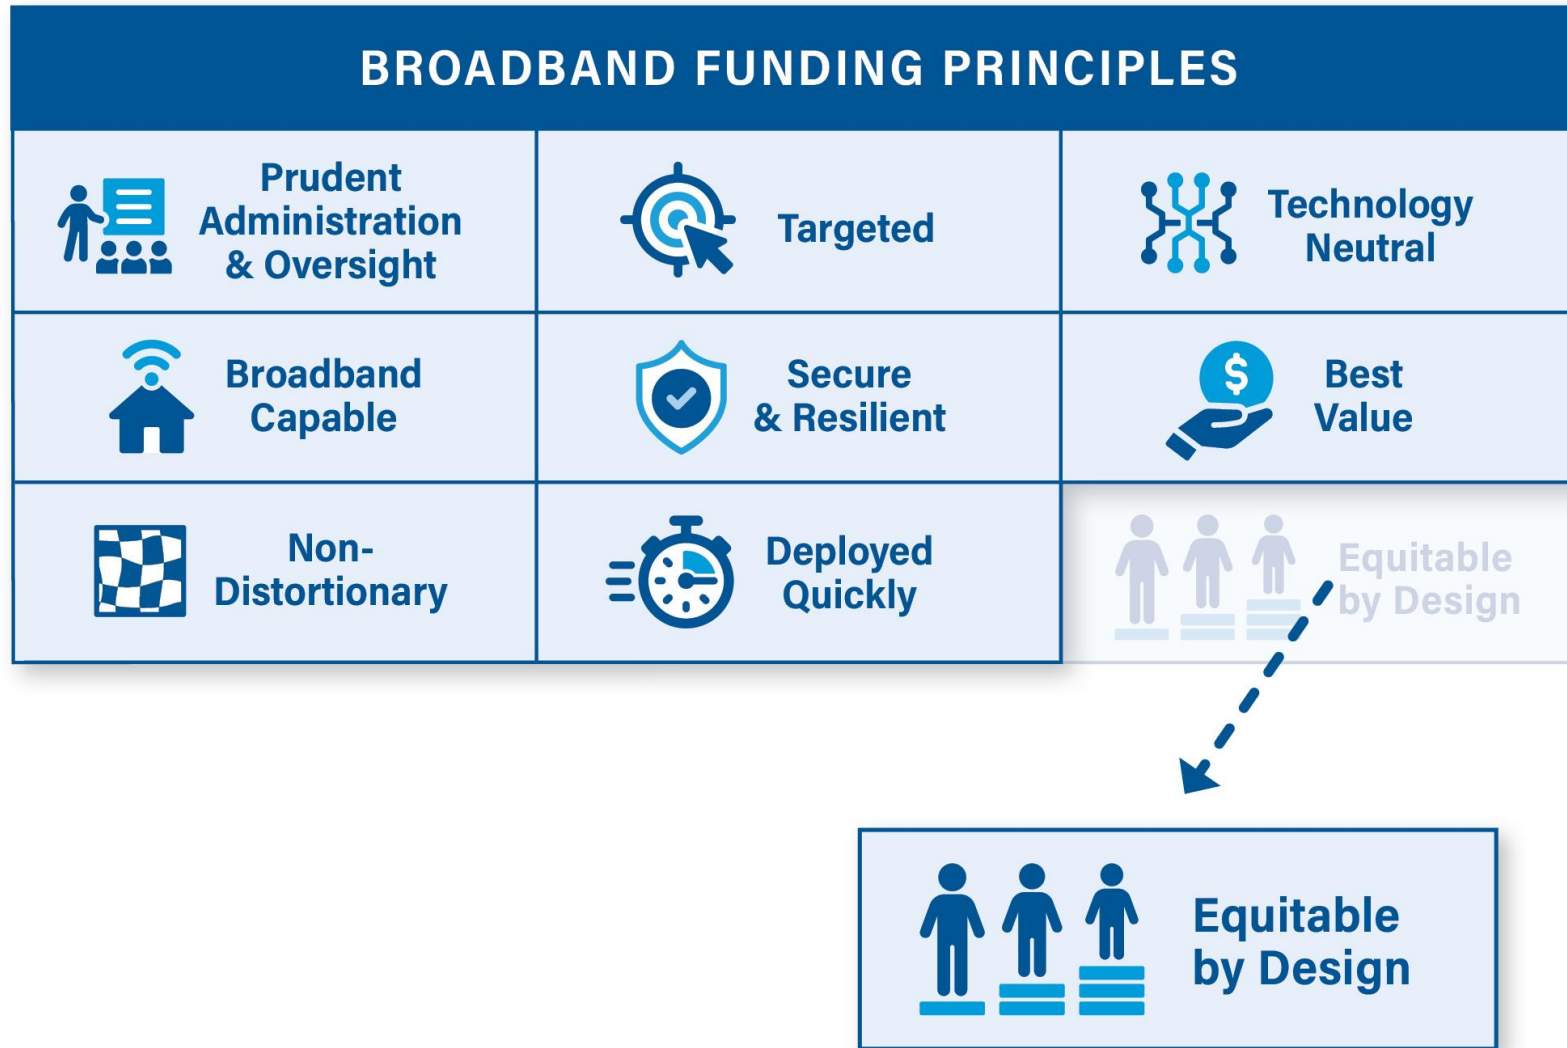 BROADBAND FUNDING PRINCIPLES
Prudent
Administration
& Oversight
Targeted
Technology
Neutral
Broadband
Capable
Secure
& Resilient
$
Best
Value
Non-
Distortionary
Deployed
Quickly
Equitable
by Design
Equitable
by Design